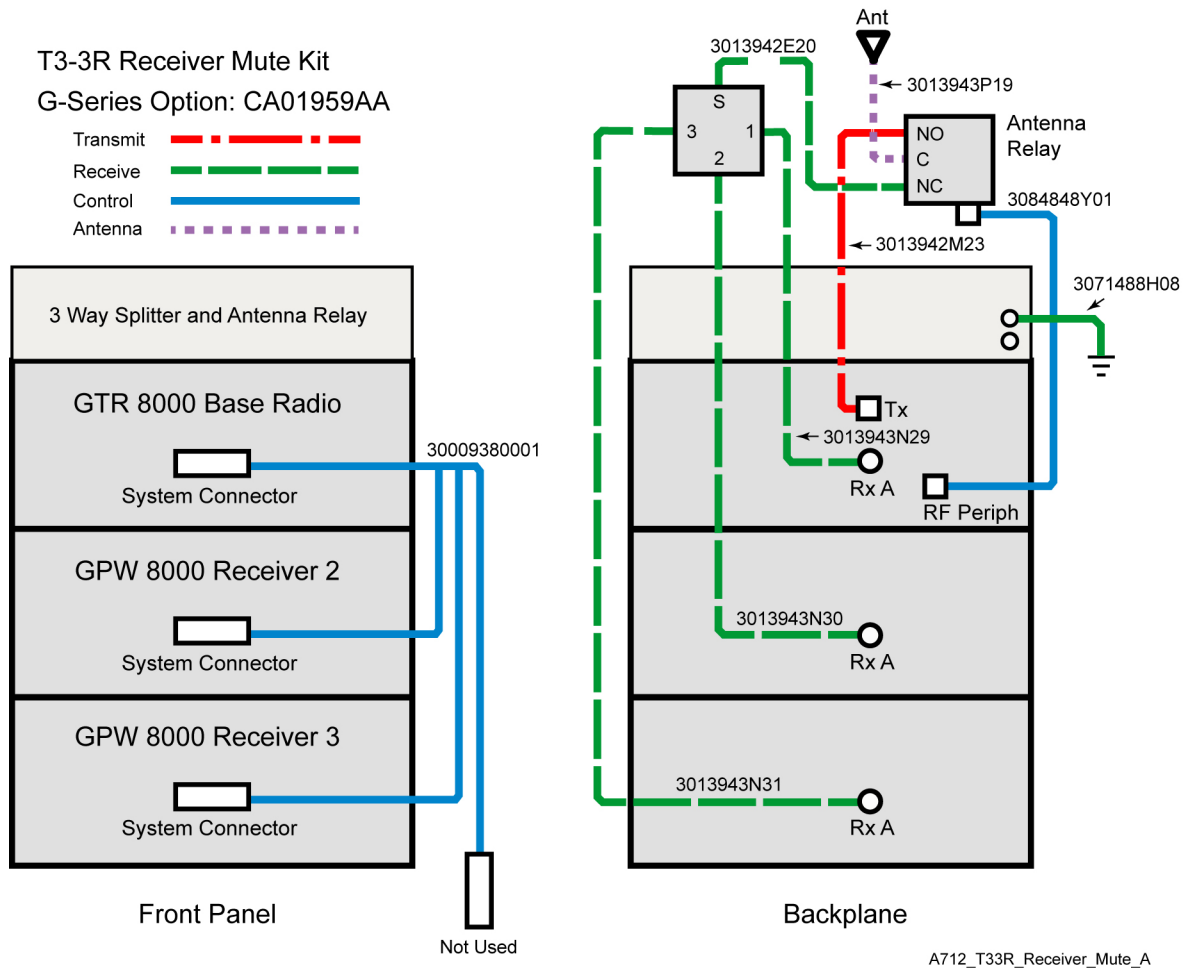 T3-3R Receiver Mute Kit
G-Series Option: CA01959AA
Transmit
Receive
Control
Antenna
3 Way Splitter and Antenna Relay
GTR 8000 Base Radio
System Connector
30009380001
GPW 8000 Receiver 2
System Connector
GPW 8000 Receiver 3
System Connector
Front Panel
Not Used
Ant
3013942E20
3013943P19
S
3
1
2
NO
C
NC
Antenna
Relay
3084848Y01
3013942M23
3071488H08
Tx
3013943N29
Rx A
RF Periph
3013943N30
Rx A
3013943N31
Rx A
Backplane
A712_T33R_Receiver_Mute_A